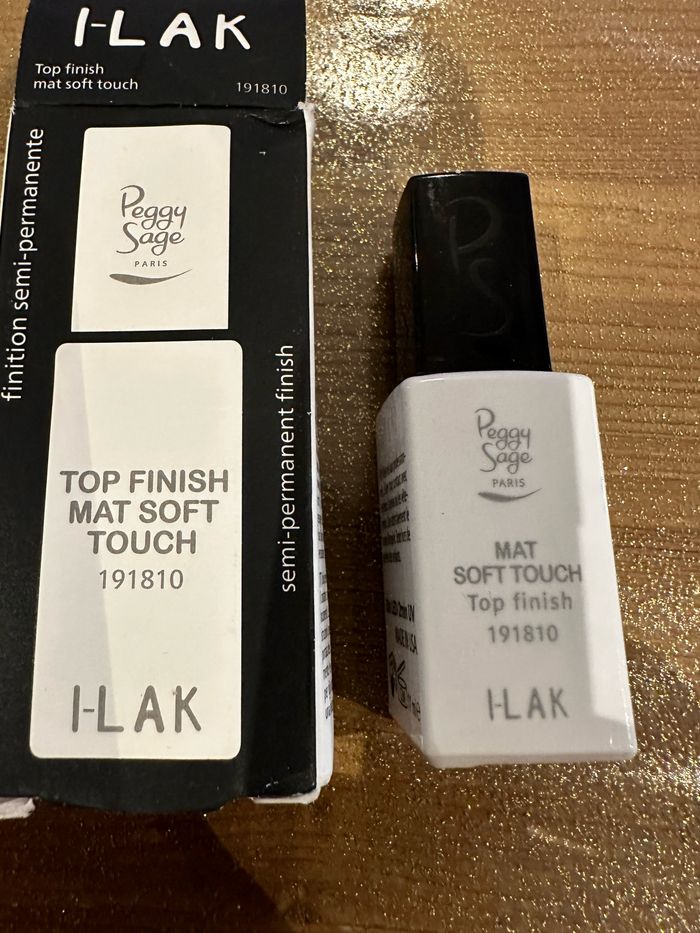 I-LAK
Top finish
mat soft touch
191810
finition semi-permanente
Peggy
Sage
PARIS
semi-permanent finish
TOP FINISH
MAT SOFT
TOUCH
191810
I-LAK
PS
Peggy
Sage
PARIS
MAT
SOFT TOUCH
Top finish
191810
I-LAK
MADE IN USA